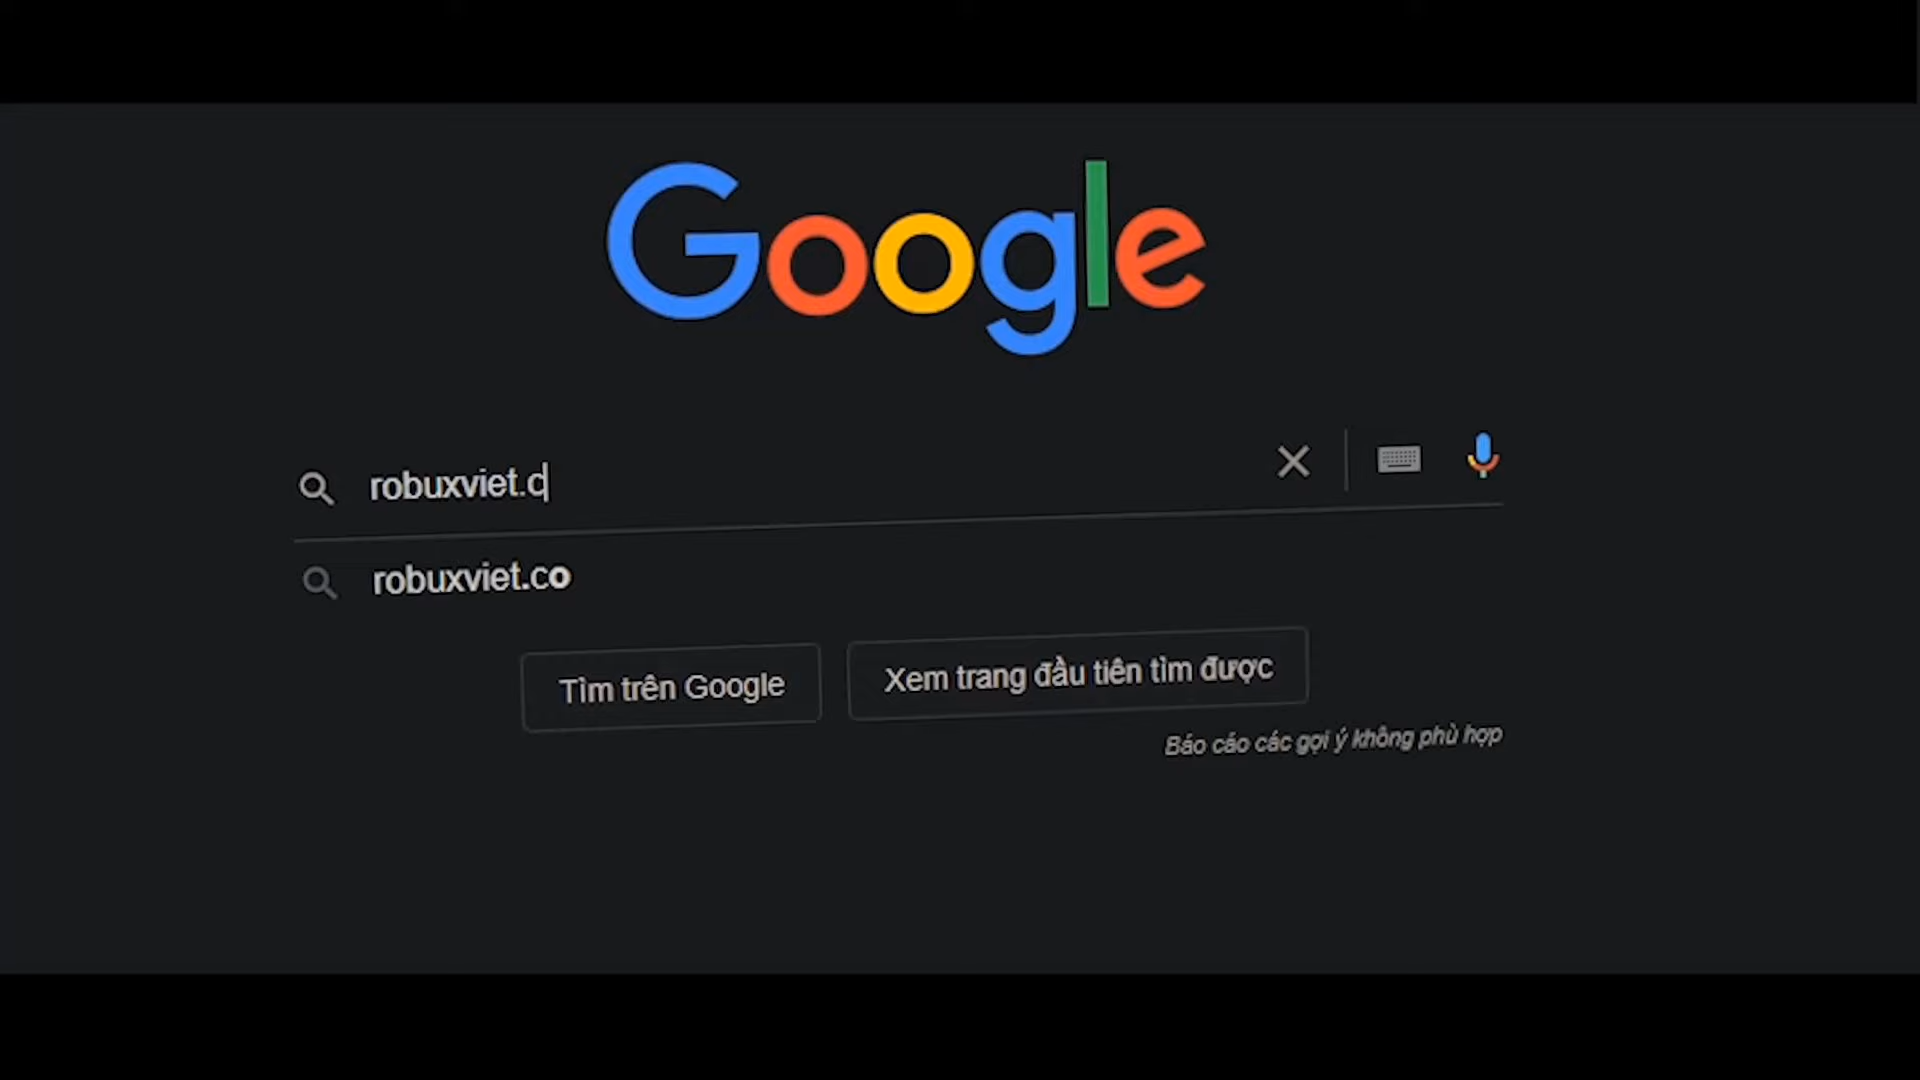 Google
robuxviet.c
robuxviet.co
Tìm trên Google
Xem trang đầu tiên tìm được
Báo cáo các gợi ý không phù hợp